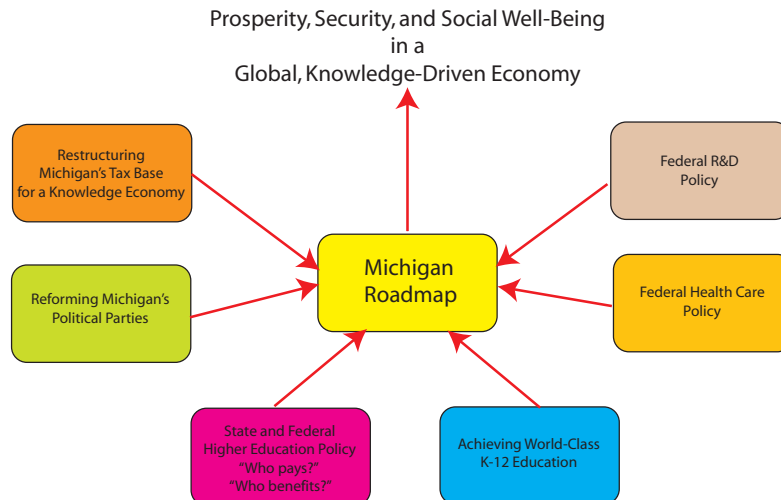 Prosperity, Security, and Social Well-Being
in a
Global, Knowledge-Driven Economy
Restructuring
Michigan's Tax Base
for a Knowledge Economy
Federal R&D
Policy
Michigan
Roadmap
Reforming Michigan's
Political Parties
Federal Health Care
Policy
State and Federal
Higher Education Policy
"Who pays?"
"Who benefits?"
Achieving World-Class
K-12 Education